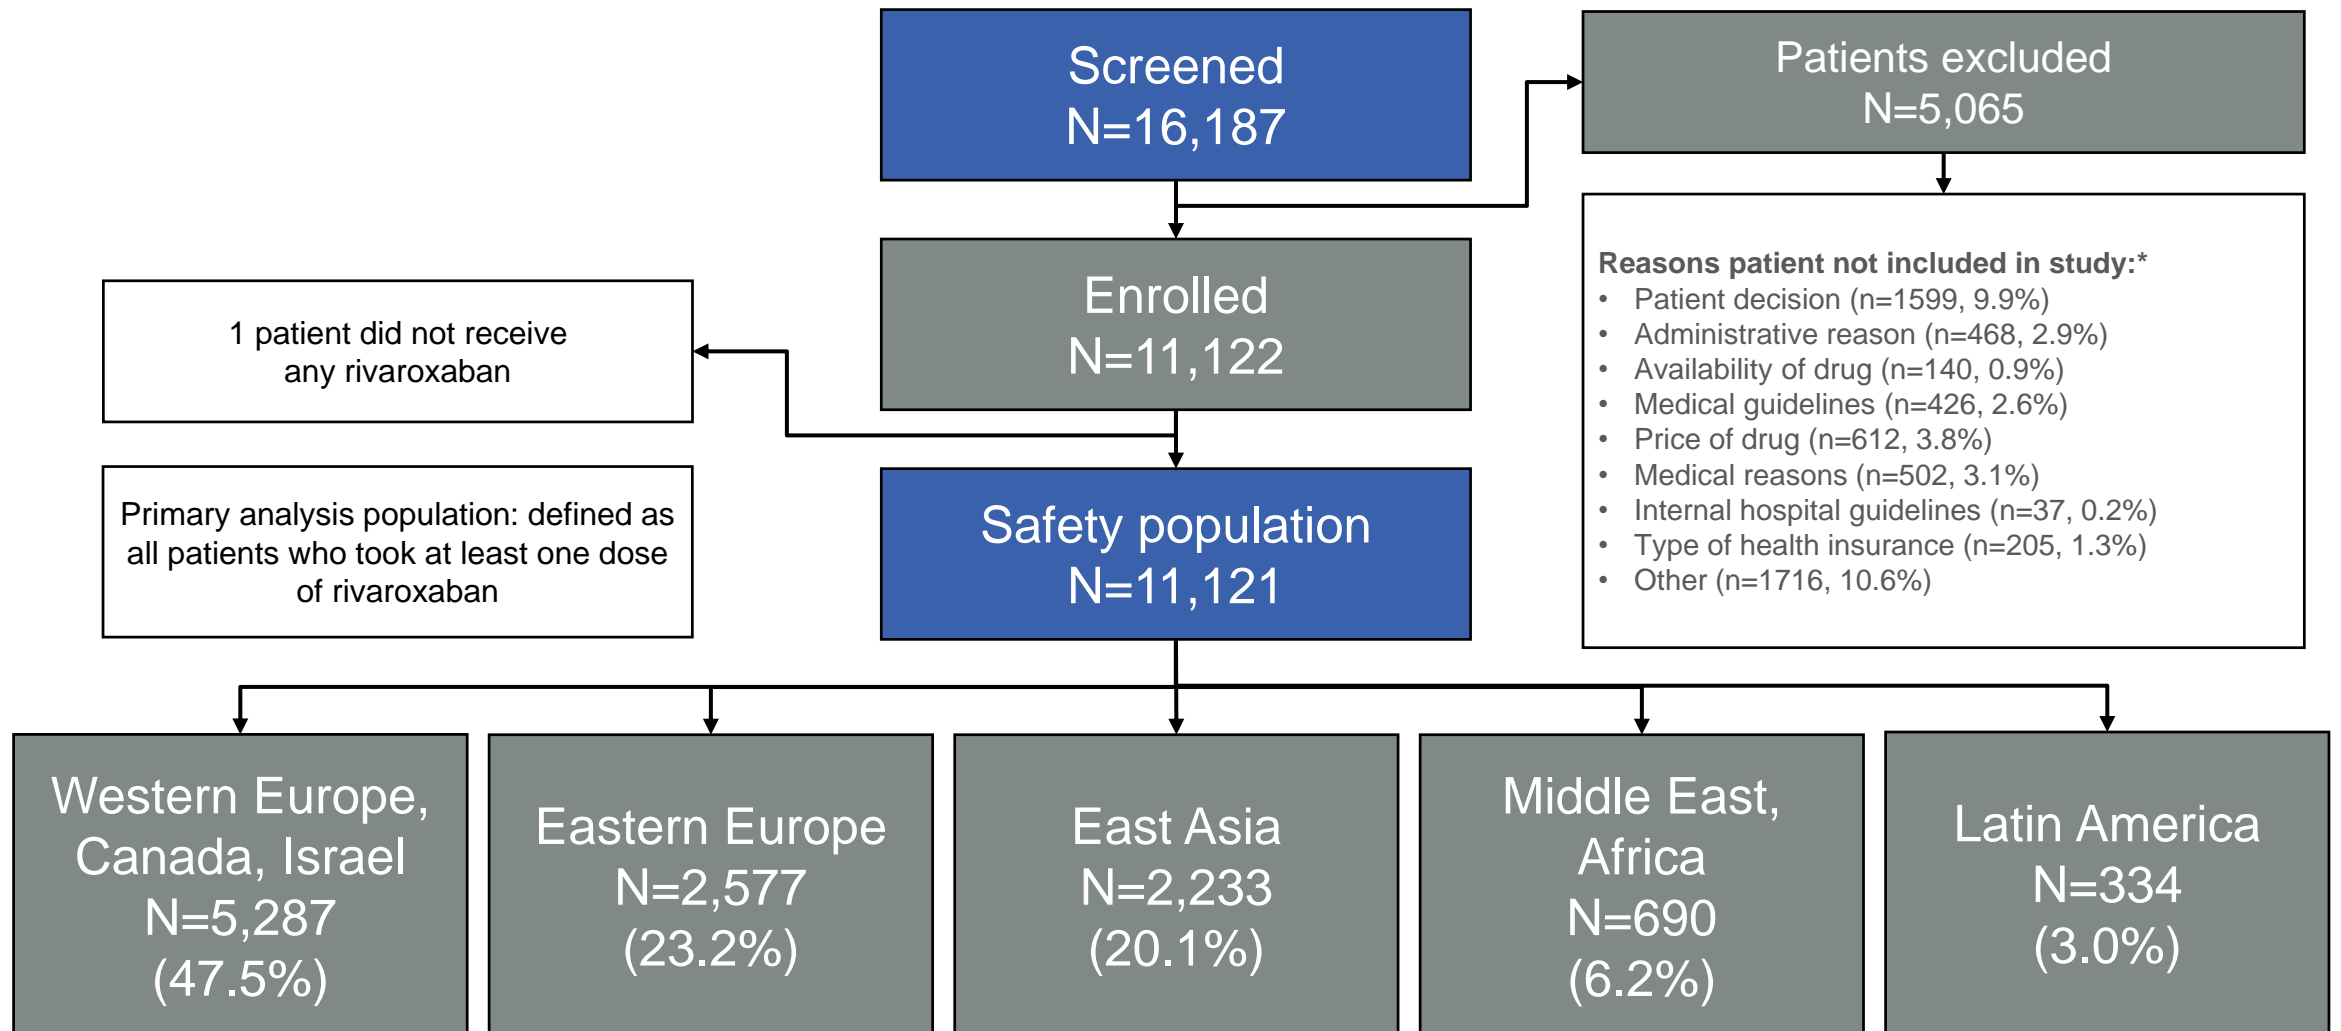 Screened
N=16,187
Patients excluded
N=5,065
Enrolled
N=11,122
Reasons patient not included in study:*
• Patient decision (n=1599, 9.9%)
• Administrative reason (n=468, 2.9%)
• Availability of drug (n=140, 0.9%)
• Medical guidelines (n=426, 2.6%)
• Price of drug (n=612, 3.8%)
• Medical reasons (n=502, 3.1%)
• Internal hospital guidelines (n=37, 0.2%)
• Type of health insurance (n=205, 1.3%)
• Other (n=1716, 10.6%)
1 patient did not receive
any rivaroxaban
Primary analysis population: defined as
all patients who took at least one dose
of rivaroxaban
Safety population
N=11,121
Western Europe,
Canada, Israel
N=5,287
(47.5%)
Eastern Europe
N=2,577
(23.2%)
East Asia
N=2,233
(20.1%)
Middle East,
Africa
N=690
(6.2%)
Latin America
N=334
(3.0%)